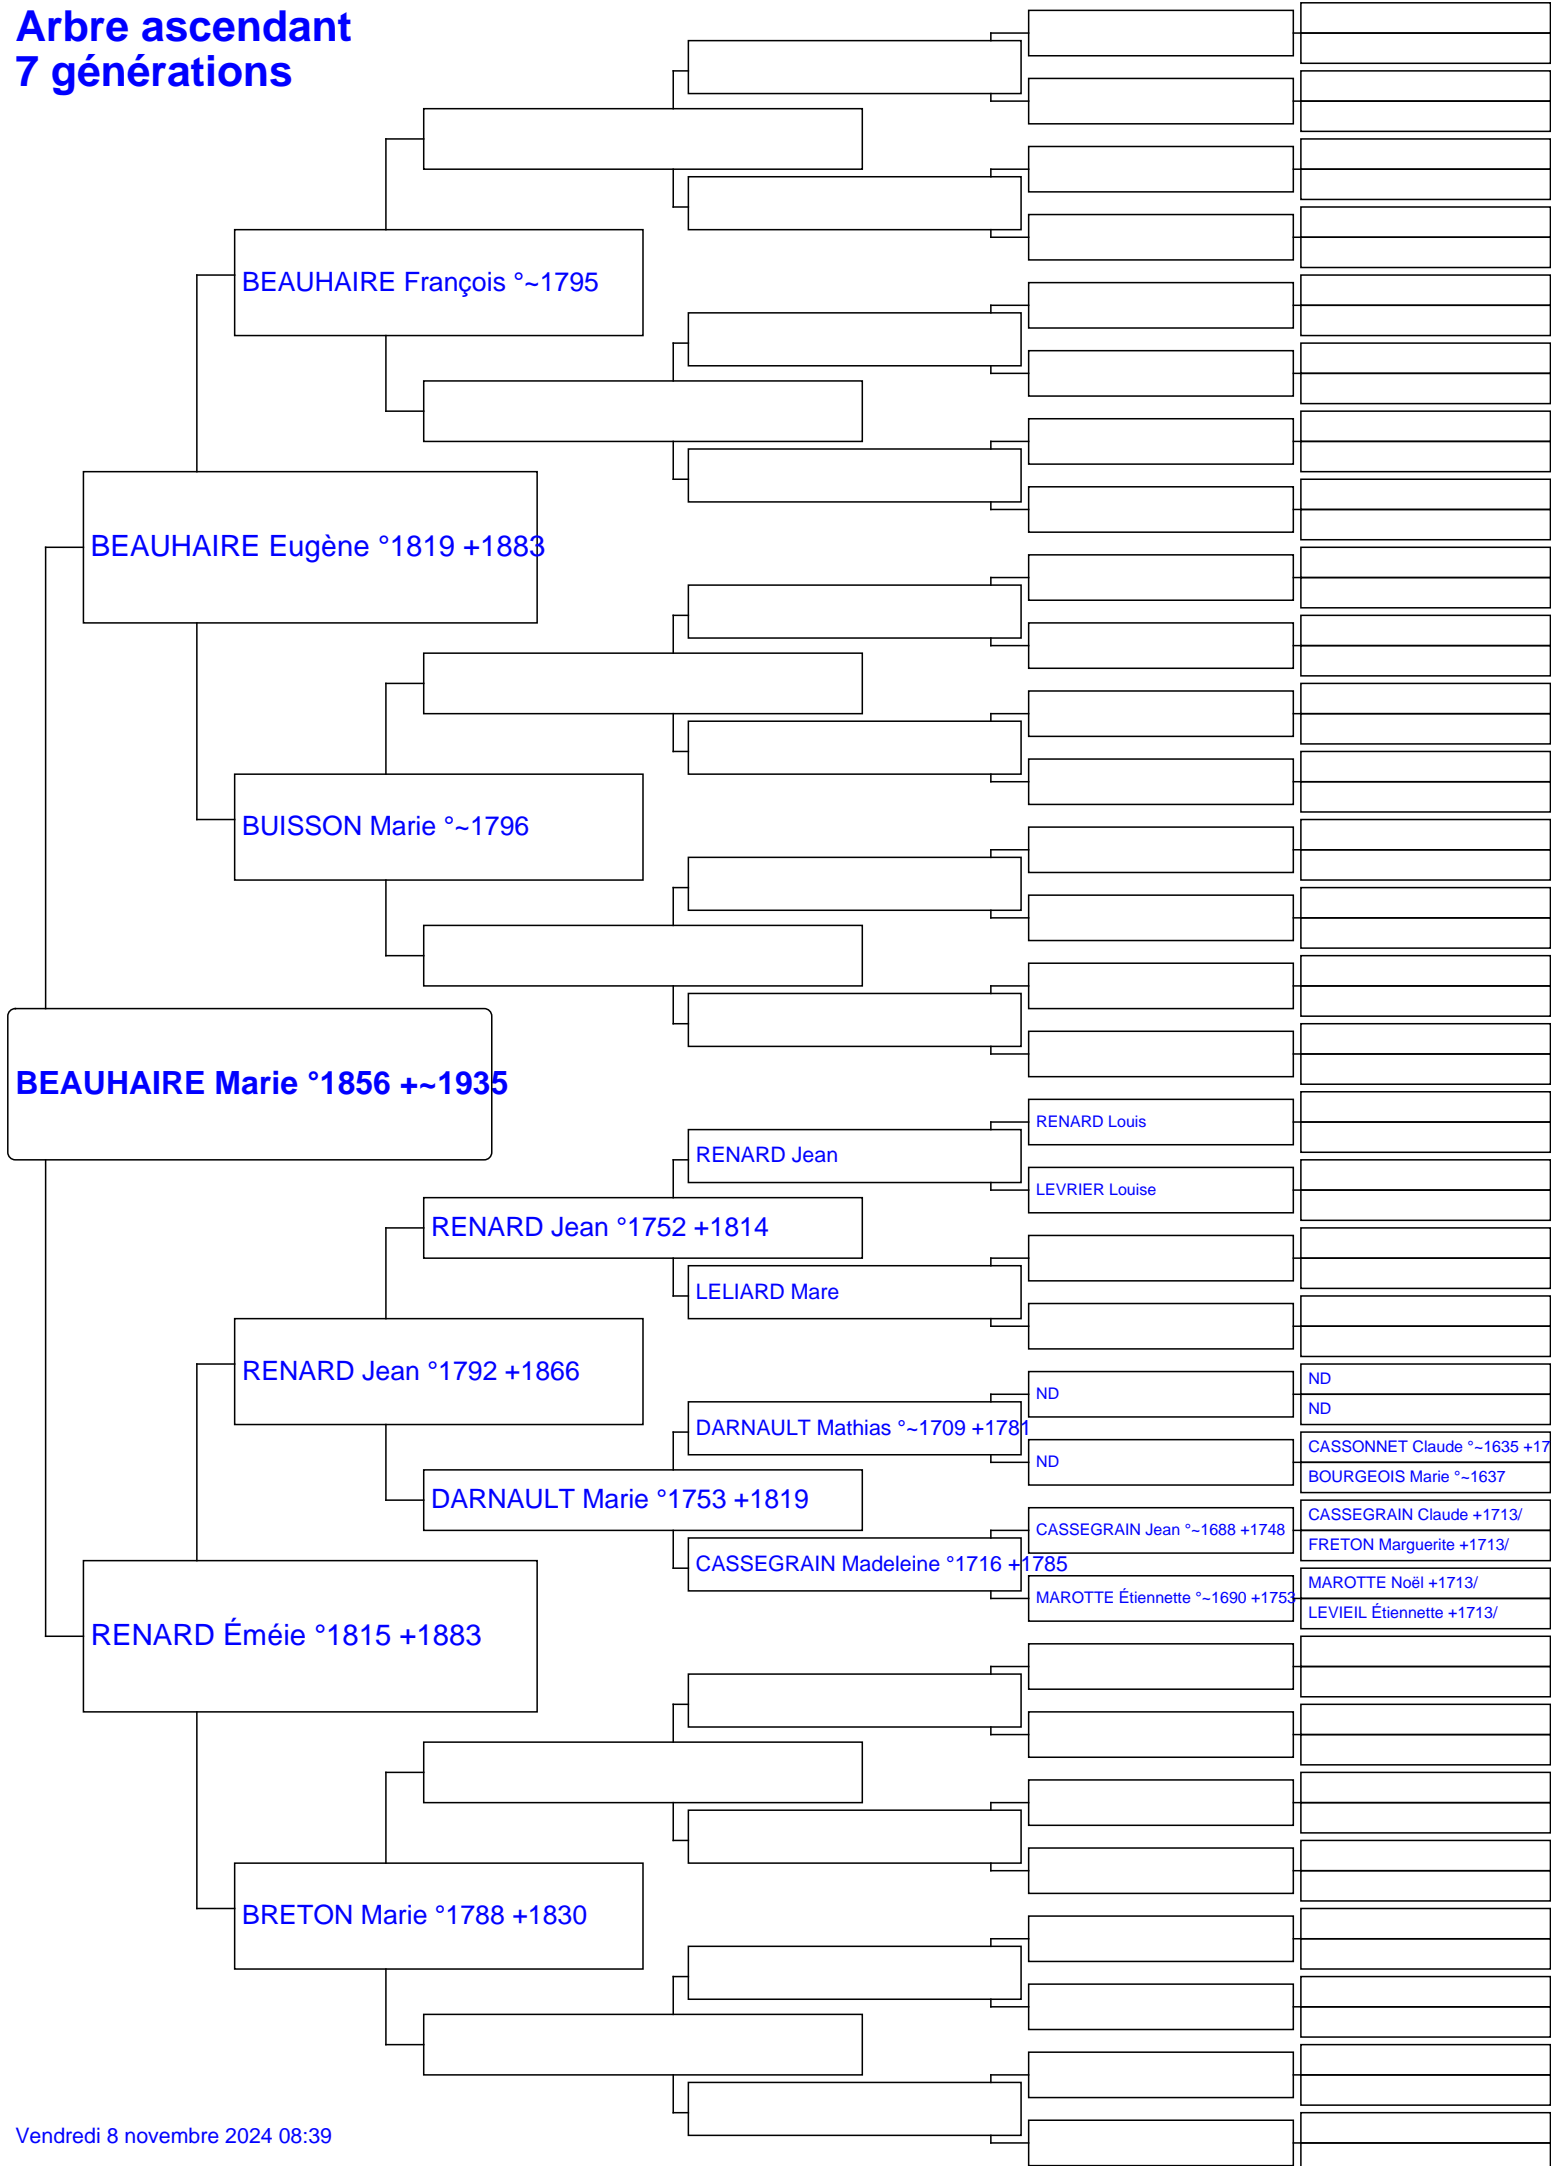 Arbre ascendant
7 générations
BEAUHAIRE François °~1795
BEAUHAIRE Eugène °1819 +1883
BUISSON Marie °~1796
BEAUHAIRE Marie °1856 +~1935
RENARD Louis
RENARD Jean
LEVRIER Louise
RENARD Jean °1752 +1814
LELIARD Mare
RENARD Jean °1792 +1866
ND
ND
ND
DARNAULT Mathias °~1709 +1781
CASSONNET Claude °~1635 +17
ND
BOURGEOIS Marie °~1637
DARNAULT Marie °1753 +1819
CASSEGRAIN Claude +1713/
CASSEGRAIN Jean °~1688 +1748
FRETON Marguerite +1713/
CASSEGRAIN Madeleine °1716 +1785
MAROTTE Noël +1713/
MAROTTE Étiennette °~1690 +1753
LEVIEIL Étiennette +1713/
RENARD Éméie °1815 +1883
BRETON Marie °1788 +1830
Vendredi 8 novembre 2024 08:39